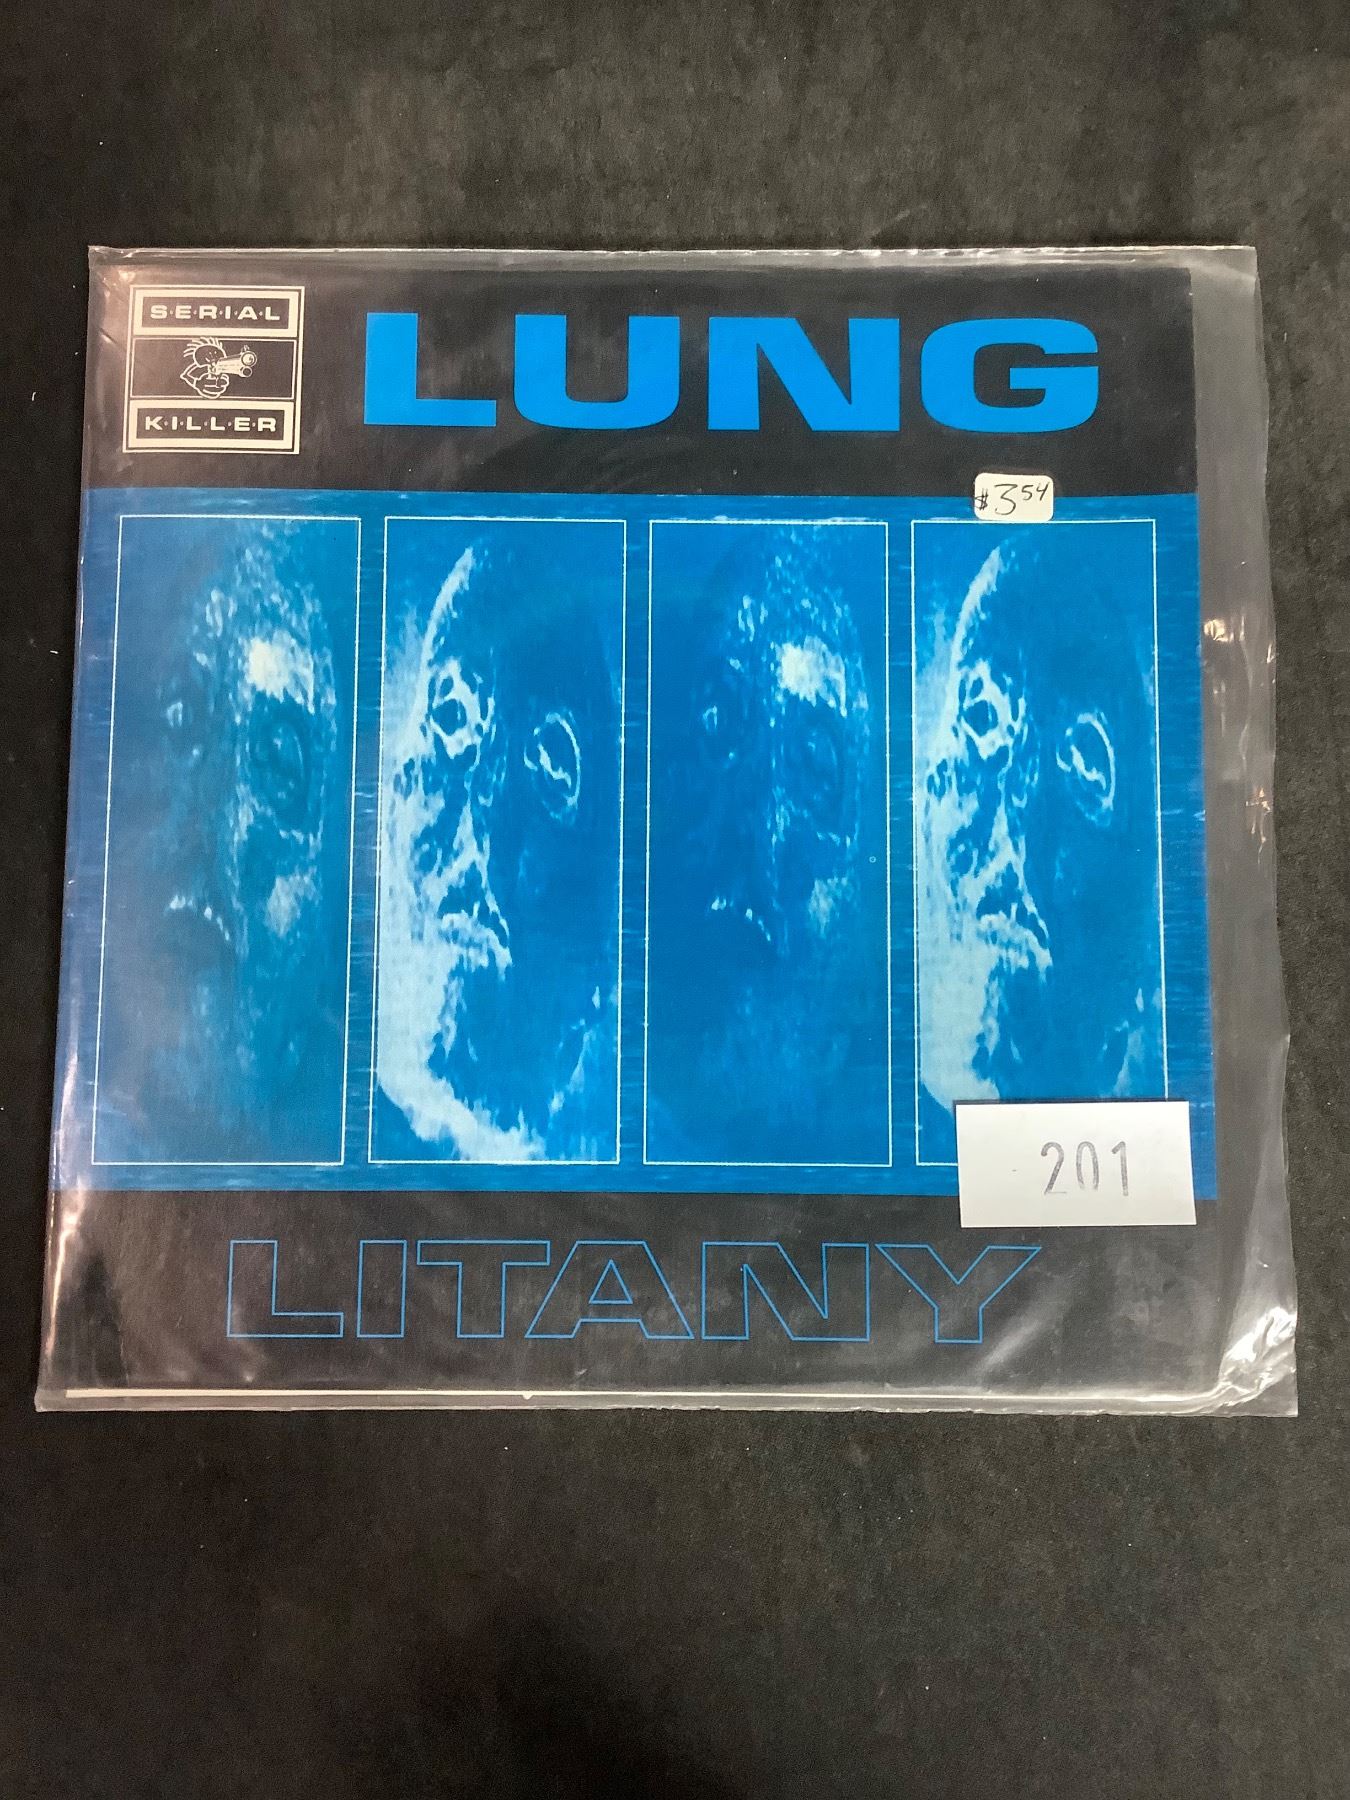 S·E·R·I·A·L
K·I·L·L·E·R
LUNG
$3.54
201
LITANY